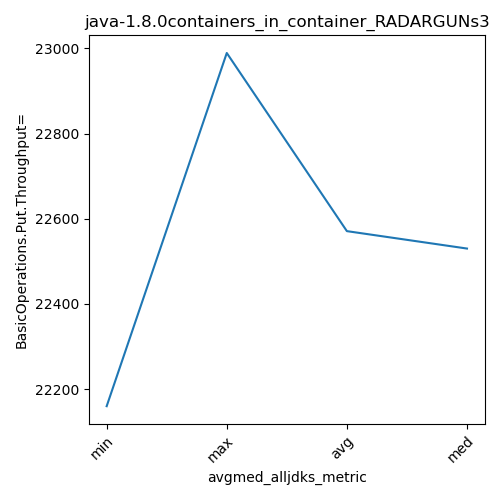 java-1.8.0containers_in_container_RADARGUNs3
23000
22800
22600
22400
22200
BasicOperations.Put.Throughput=
min
max
avg
med
avgmed_alljdks_metric